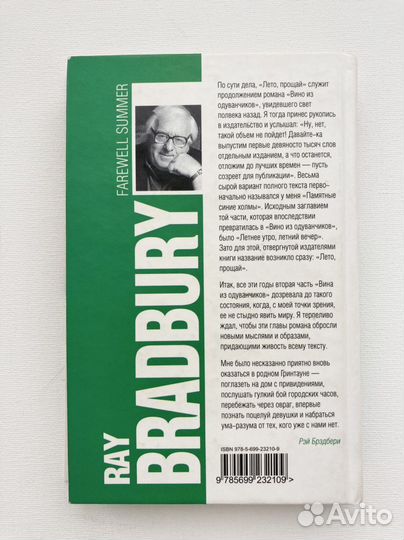 RAY
BRADBURY
FAREWELL SUMMER
По сути дела, «Лето, прощай» служит
продолжением романа «Вино из
одуванчиков», увидевшего свет
полвека назад. Я тогда принес рукопись
в издательство и услышал: «Ну, нет,
такой объем не пойдет! Давайте-ка
выпустим первые девяносто тысяч слов
отдельным изданием, а что останется,
отложим до лучших времен — пусть
созреет для публикации». Весьма
сырой вариант полного текста перво-
начально назывался у меня «Памятные
синие холмы». Исходным заглавием
той части, которая впоследствии
превратилась в «Вино из одуванчиков»,
было «Летнее утро, летний вечер».
Зато для этой, отвергнутой издателями
книги название возникло сразу: «Лето,
прощай».
Итак, все эти годы вторая часть «Вина
из одуванчиков» дозревала до такого
состояния, когда, с моей точки зрения,
ее не стыдно явить миру. Я терпеливо
ждал, чтобы эти главы романа обросли
новыми мыслями и образами,
придающими живость всему тексту.
Мне было несказанно приятно вновь
оказаться в родном Гринтауне —
поглазеть на дом с привидениями,
послушать гулкий бой городских часов,
перебежать через овраг, впервые
познать поцелуй девушки и набраться
ума–разума от тех, кого уже с нами нет.
Рэй Брэдбери
ISBN 978-5-699-23210-9
9 785699 232109 >
Avito